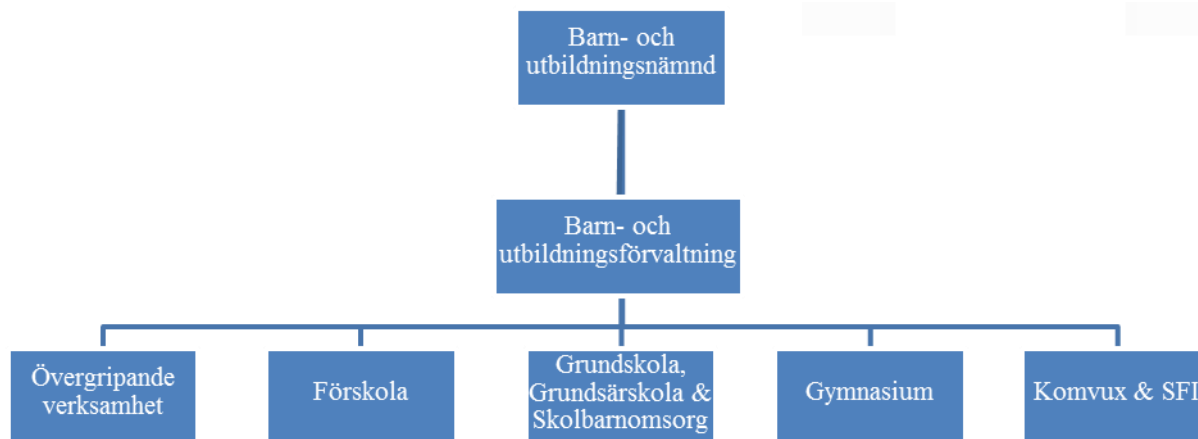 Barn- och
utbildningsnämnd
Barn- och
utbildningsförvaltning
Övergripande
verksamhet
Förskola
Grundskola,
Grundsärskola &
Skolbarnomsorg
Gymnasium
Komvux & SFI